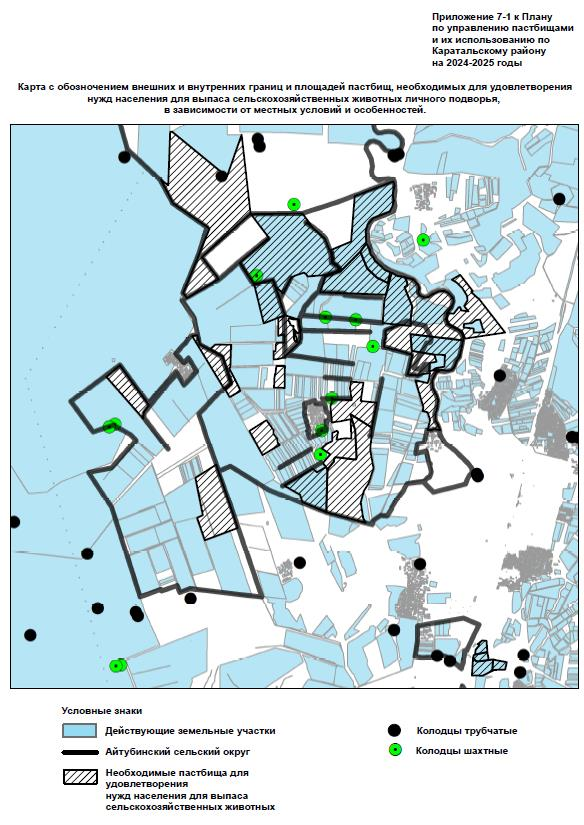 Приложение 7-1 к Плану
по управлению пастбищами
и их использованию по
Каратальскому району
на 2024-2025 годы
Карта с обозначением внешних и внутренних границ и площадей пастбищ, необходимых для удовлетворения
нужд населения для выпаса сельскохозяйственных животных личного подворья,
в зависимости от местных условий и особенностей.
Условные знаки
Действующие земельные участки
Айтубинский сельский округ
Необходимые пастбища для
удовлетворения
нужд населения для выпаса
сельскохозяйственных животных
Колодцы трубчатые
Колодцы шахтные